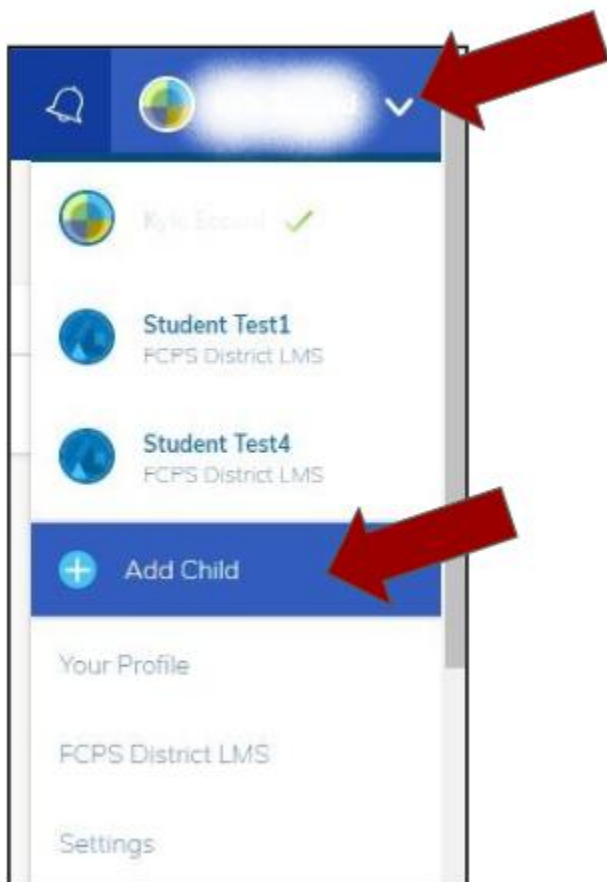 Student Test1
FCPS District LMS
Student Test4
FCPS District LMS
Add Child
Your Profile
FCPS District LMS
Settings